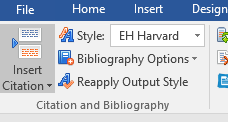 File Home Insert Design
Style: EH Harvard
Insert Citation
Bibliography Options
Reapply Output Style
Citation and Bibliography